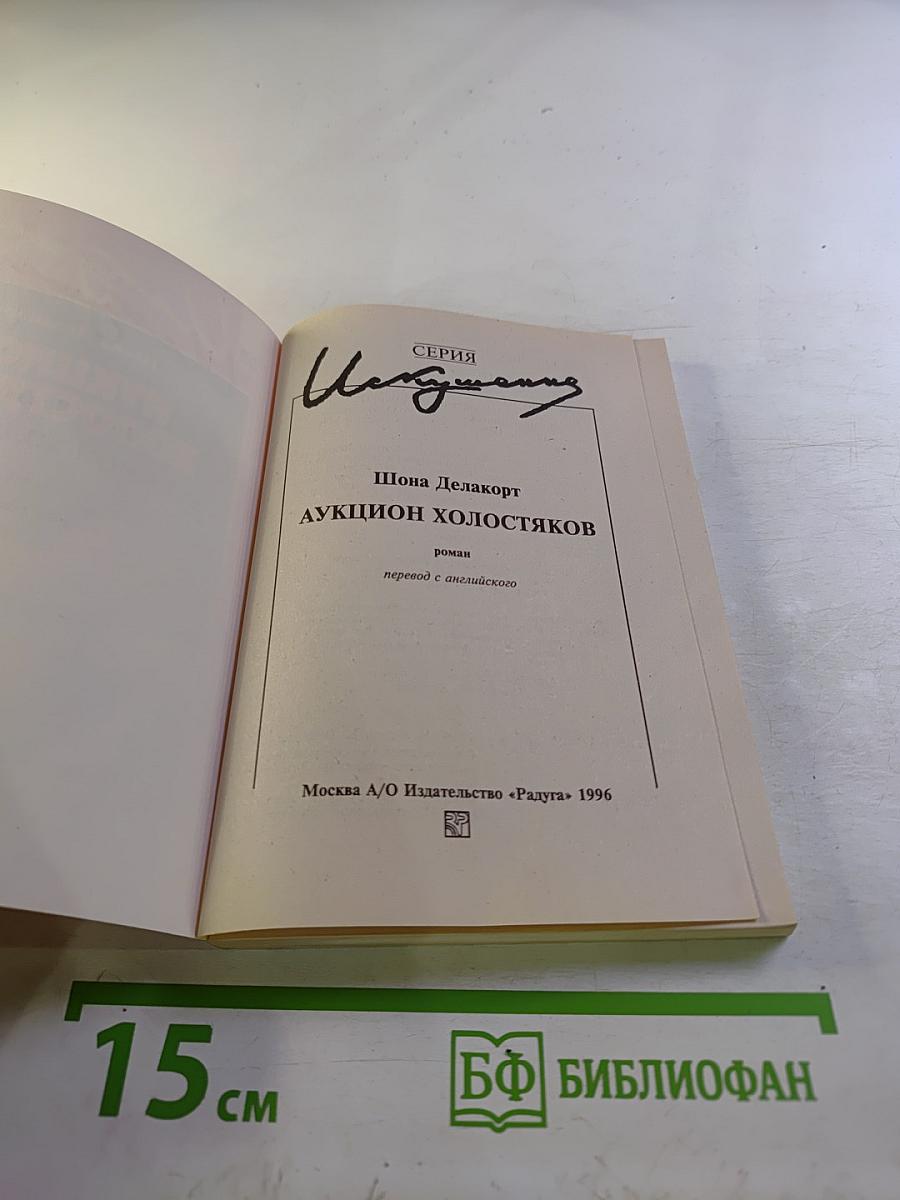 СЕРИЯ
Искушение
Шона Делакорт
АУКЦИОН ХОЛОСТЯКОВ
роман
перевод с английского
Москва А/О Издательство «Радуга» 1996
15 см
БФ БИБЛИОФАН